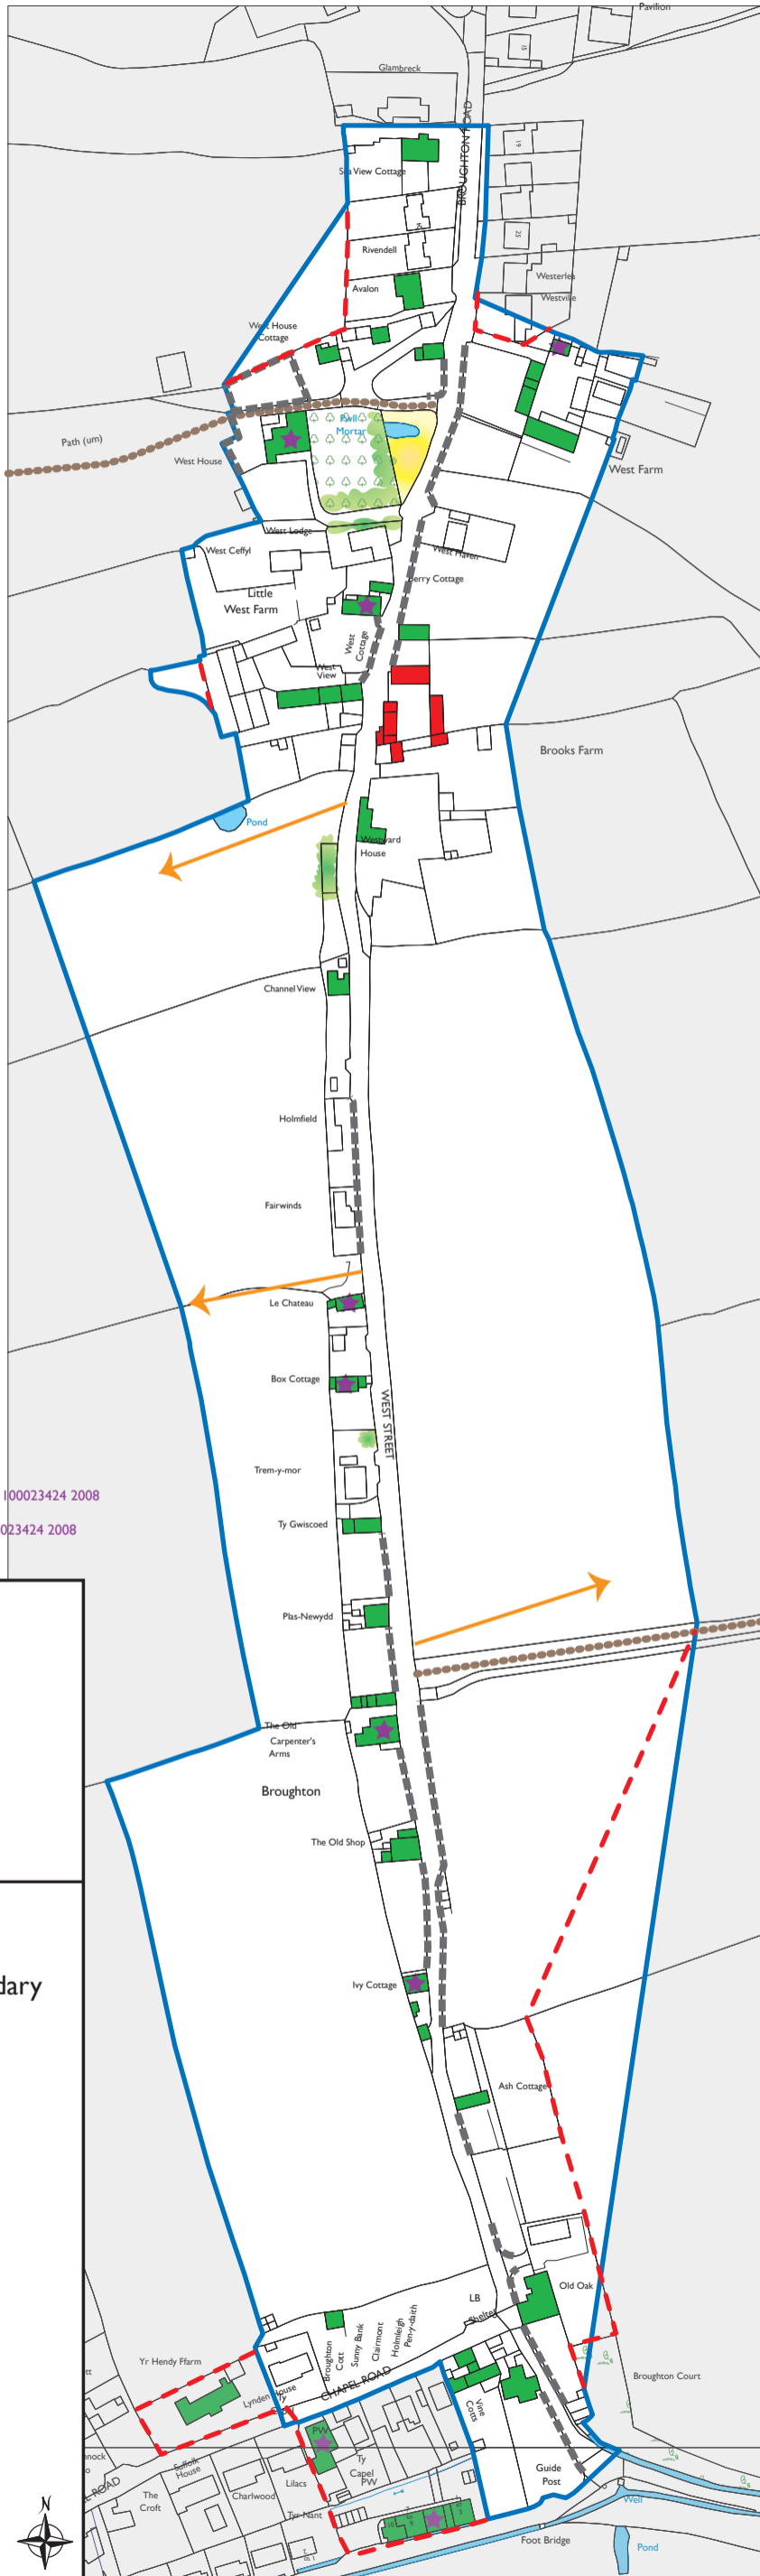 Pavilion
15
Glambreck
BROUGHTON ROAD
19
Sea View Cottage
Rivendell
25
Avalon
Westerlea
Westville
West House
Cottage
Pwll
Mortar
Path (um)
West House
West Farm
West Lodge
West Ceffyl
West Haven
Berry Cottage
Little
West Farm
West
Cottage
West
View
Brooks Farm
Pond
Westward
House
Channel View
Holmfield
Fairwinds
Le Chateau
Box Cottage
WEST STREET
Trem-y-mor
100023424 2008
Ty Gwiscoed
023424 2008
Plas-Newydd
The Old
Carpenter's
Arms
Broughton
The Old Shop
Ivy Cottage
dary
Ash Cottage
Old Oak
LB
Shelter
Broughton
Cott
Sunny Bank
Clairmont
Holmleigh
Pen-y-daith
Yr Hendy Ffarm
Broughton Court
CHAPEL ROAD
Lynden House
Vine
Cotts
PW
Suffolk
House
Ty
Capel
PW
Guide
Post
The
Croft
Charlwood
Lilacs
Tyr Nant
Well
Foot Bridge
Pond
N